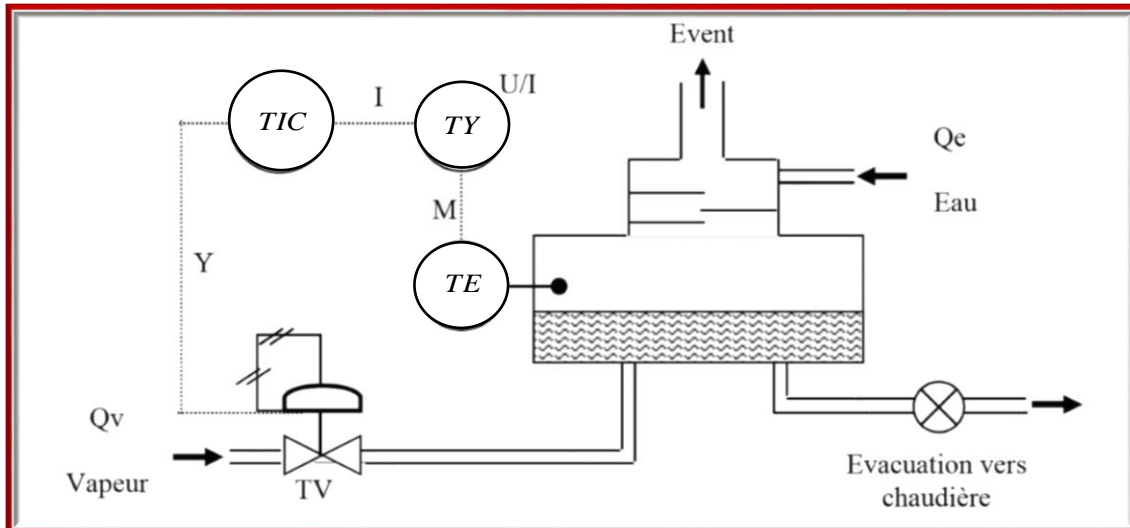 Event
U/I
I
TIC
TY
Qe
Eau
M
Y
TE
Qv
Vapeur
TV
Evacuation vers
chaudière